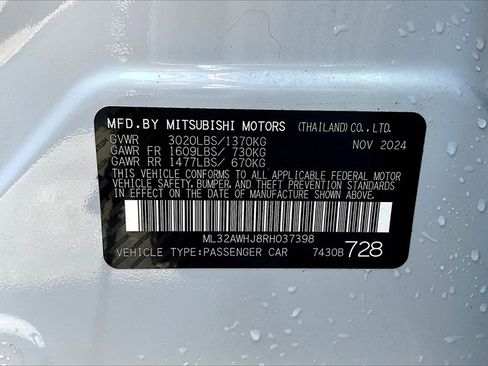 MFD.BY MITSUBISHI MOTORS (THAILAND) CO.,LTD.
GVWR 3020LBS/1370KG NOV 2024
GAWR FR 1609LBS/ 730KG
GAWR RR 1477LBS/ 670KG
THIS VEHICLE CONFORMS TO ALL APPLICABLE FEDERAL MOTOR
VEHICLE SAFETY, BUMPER, AND THEFT PREVENTION STANDARDS
IN EFFECT ON THE DATE OF MANUFACTURE SHOWN ABOVE.
ML32AWHJ8RH037398
VEHICLE TYPE:PASSENGER CAR 7430B 728